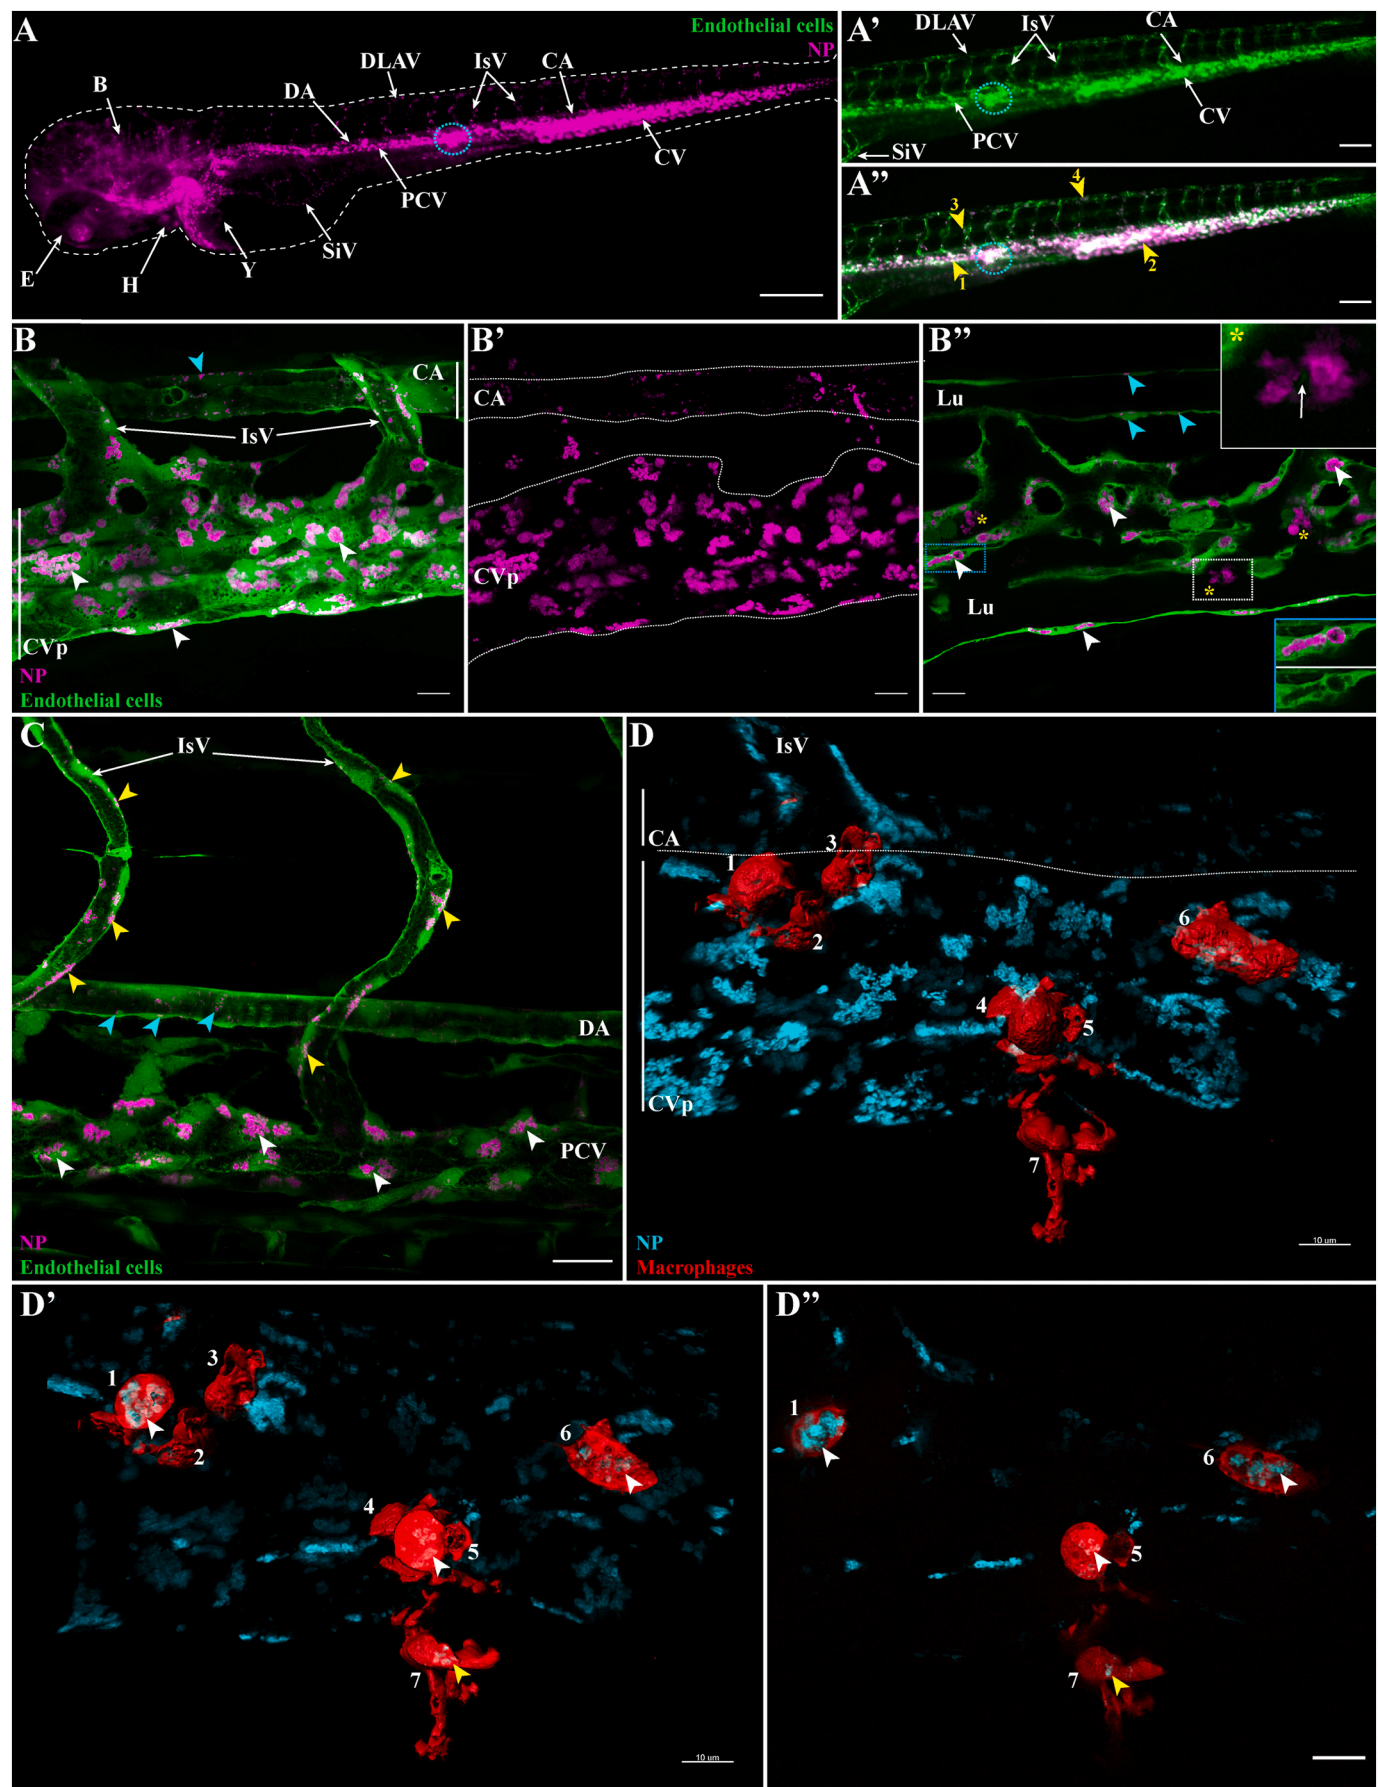 A
Endothelial cells
NP
B
DA
DLAV
IsV
CA
E
H
Y
SiV
PCV
CV
A’
DLAV
IsV
CA
SiV
PCV
CV
A’’
3
4
1
2
B
CA
IsV
CVp
NP
Endothelial cells
B’
CA
CVp
B’’
*
Lu
*
*
*
Lu
C
IsV
DA
PCV
NP
Endothelial cells
D
IsV
CA
1
3
2
6
4
5
CVp
7
NP
Macrophages
10 um
D’
3
1
2
6
4
5
7
10 um
D’’
1
6
5
7